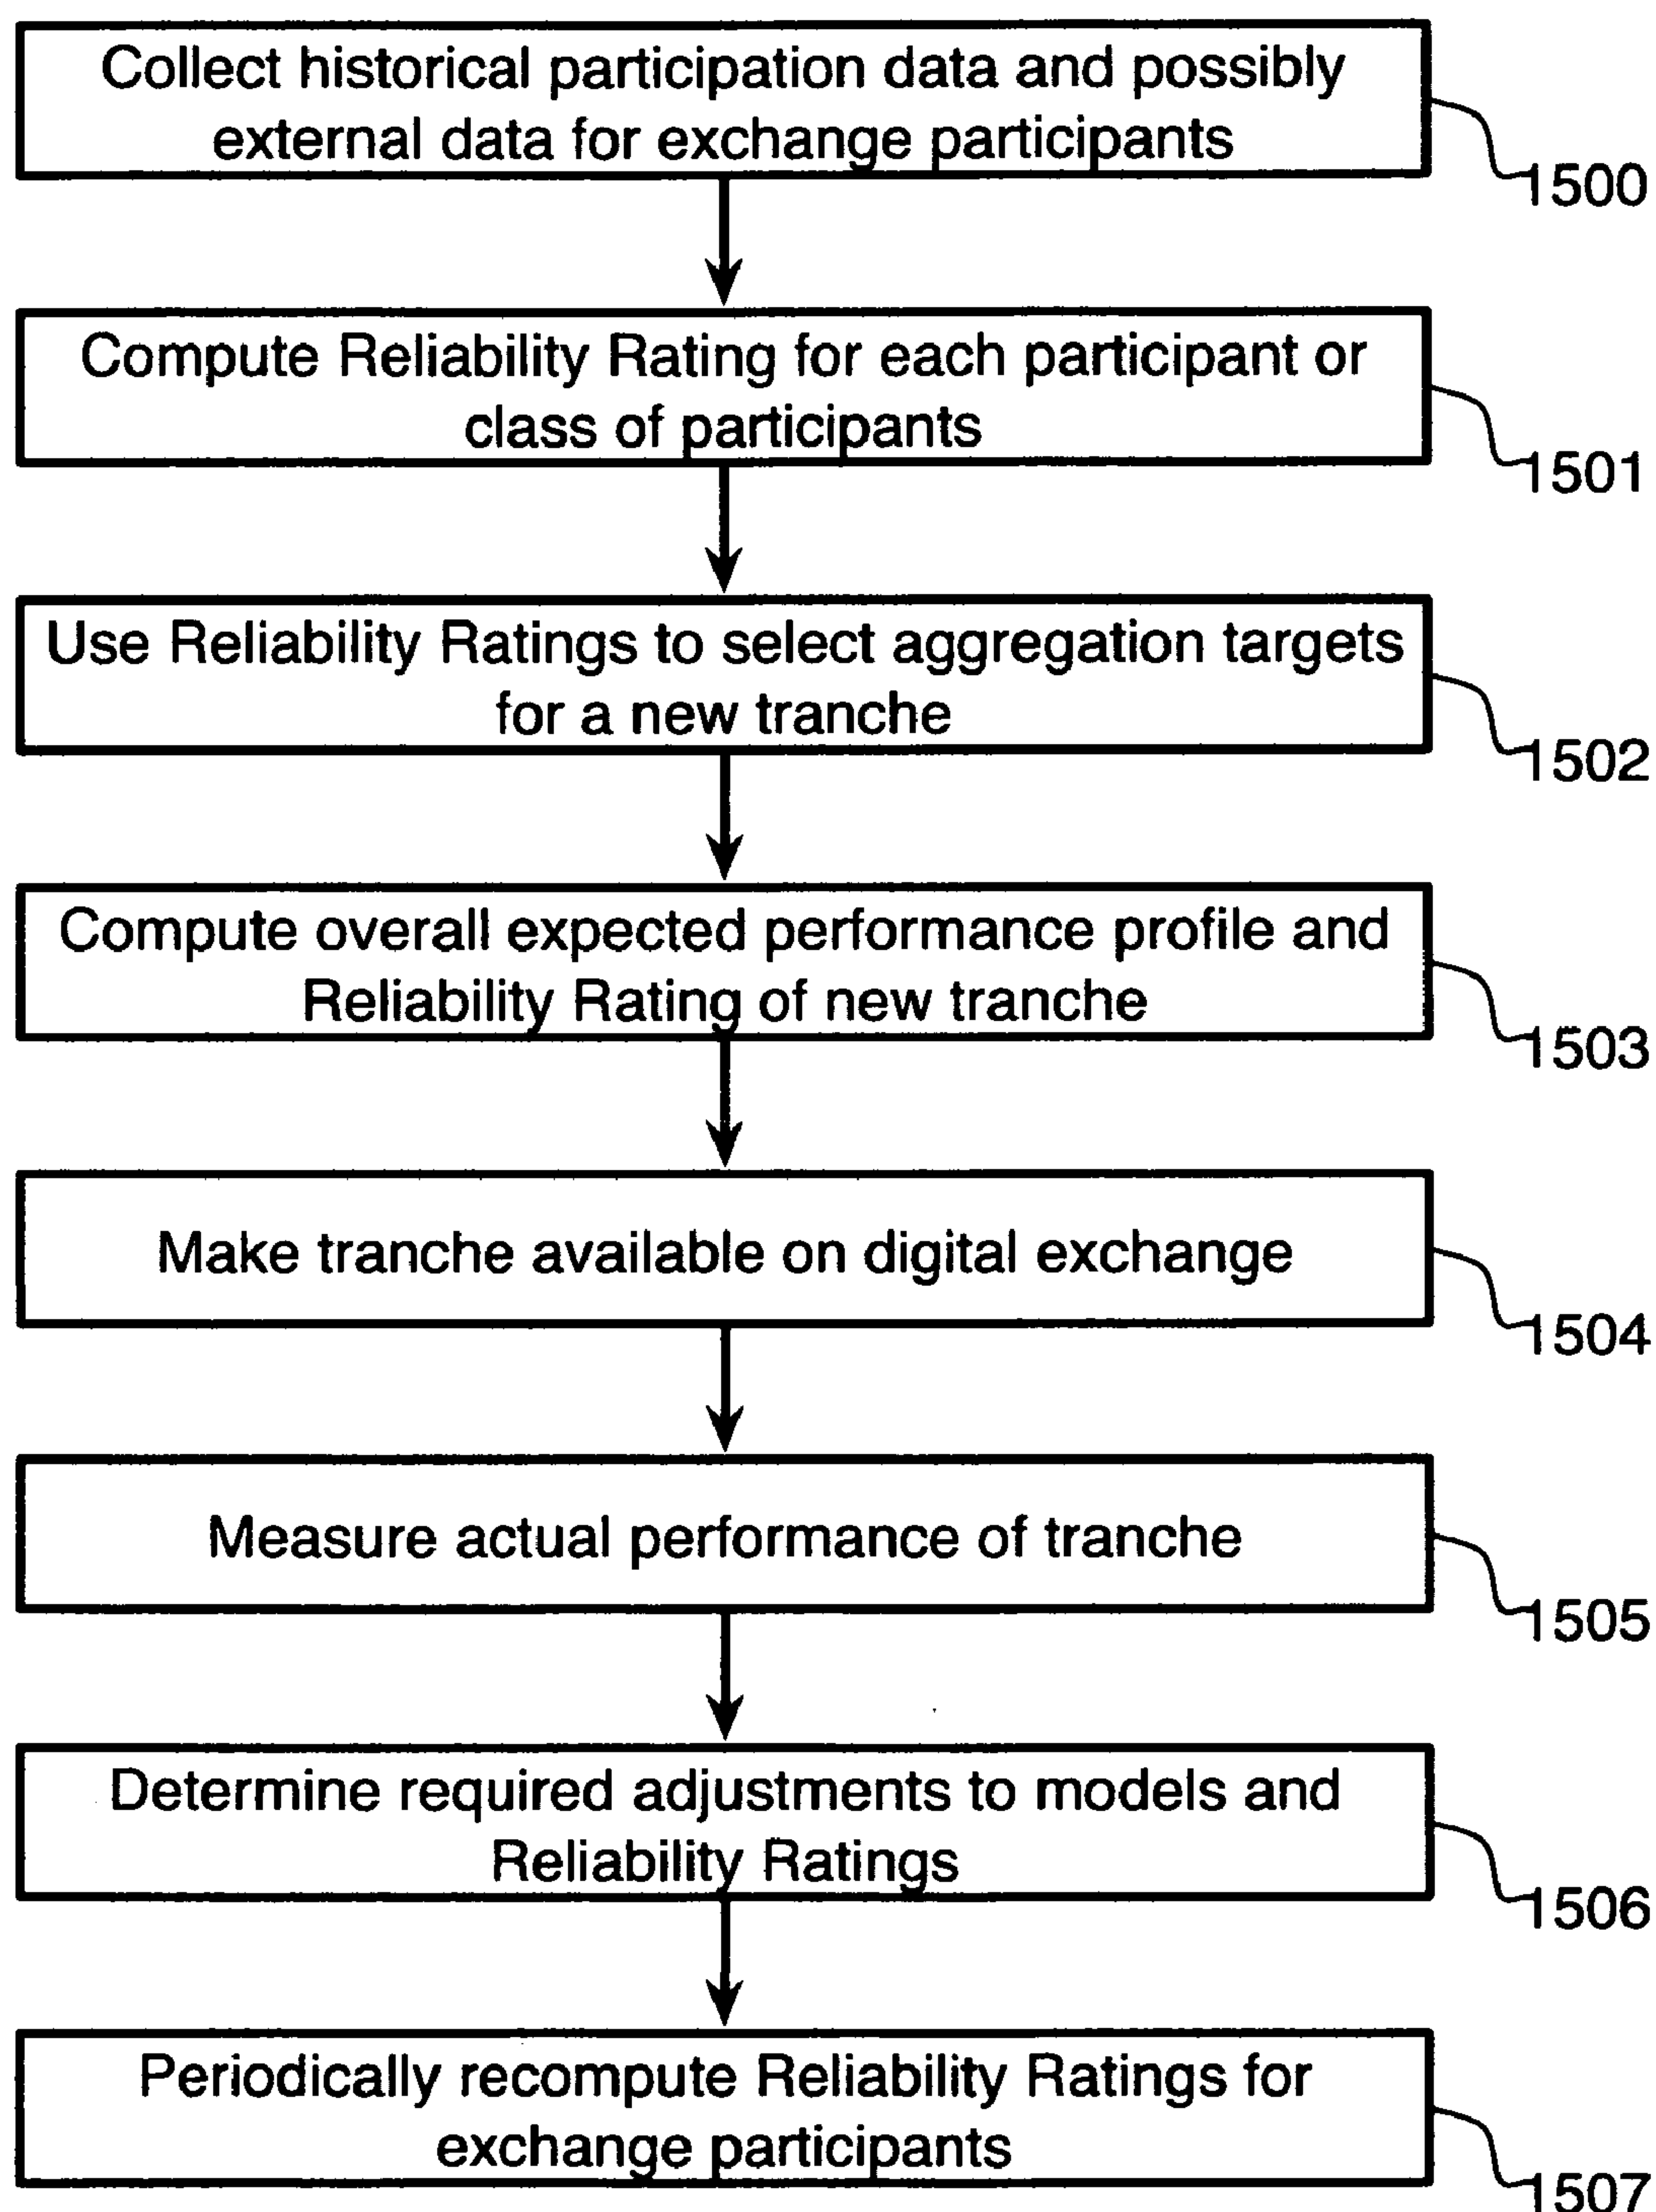 Collect historical participation data and possibly
external data for exchange participants
1500
Compute Reliability Rating for each participant or
class of participants
1501
Use Reliability Ratings to select aggregation targets
for a new tranche
1502
Compute overall expected performance profile and
Reliability Rating of new tranche
1503
Make tranche available on digital exchange
1504
Measure actual performance of tranche
1505
Determine required adjustments to models and
Reliability Ratings
1506
Periodically recompute Reliability Ratings for
exchange participants
1507